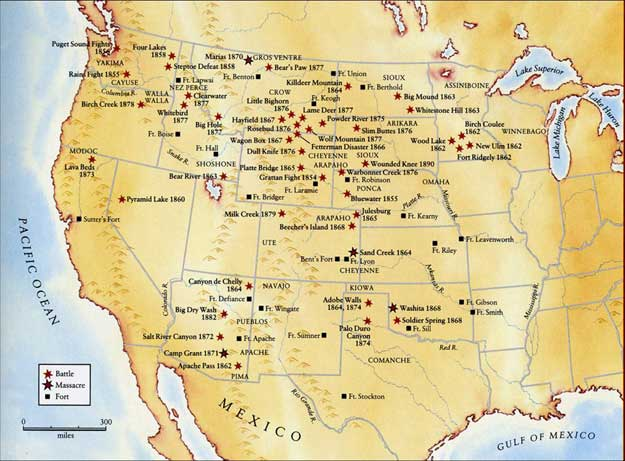 Puget Sound Fights
1856
Four Lakes
1858
Marias 1870
GROS VENTRE
YAKIMA
Steptoe Defeat 1858
Bear's Paw 1877
CAYUSE
Rains Fight 1855
Ft. Lapwai
Ft. Benton
Ft. Union
Killdeer Mountain
1864
SIOUX
Ft. Berthold
ASSINIBOINE
Lake Superior
NEZ PERCE
Columbia R.
WALLA
WALLA
Clearwater
1877
CROW
Ft. Keogh
Big Mound 1863
Birch Creek 1878
Little Bighorn
1876
Lame Deer 1877
Whitestone Hill 1863
Lake Huron
Whitebird
1877
Big Hole
1877
Hayfield 1867
Powder River 1875
ARIKARA
Birch Coulee
1862
WINNEBAGO
Lake Michigan
Rosebud 1876
Slim Buttes 1876
Ft. Boise
Wagon Box 1867
Wolf Mountain 1877
Wood Lake
1862
New Ulm 1862
Fetterman Disaster 1866
Ft. Ridgely 1862
MODOC
Snake R.
Ft. Hall
Dull Knife 1876
CHEYENNE
SIOUX
Lava Beds
1873
SHOSHONE
Platte Bridge 1865
ARAPAHO
Wounded Knee 1890
Bear River 1863
Grattan Fight 1854
Warbonnet Creek 1876
Ft. Robinson
Ft. Laramie
PONCA
OMAHA
Missouri R.
Pyramid Lake 1860
Ft. Bridger
Bluewater 1855
Platte R.
Sutter's Fort
Milk Creek 1879
ARAPAHO
Julesburg
1865
Ft. Kearny
Beecher's Island 1868
PACIFIC OCEAN
UTE
Ft. Leavenworth
Sand Creek 1864
Ft. Riley
Bent's Fort
Ft. Lyon
CHEYENNE
Arkansas R.
Mississippi R.
Colorado R.
Canyon de Chelly
1864
NAVAJO
KIOWA
Ft. Defiance
Adobe Walls
1864, 1874
Washita 1868
Ft. Gibson
Big Dry Wash
1882
Ft. Wingate
Ft. Smith
PUEBLOS
Soldier Spring 1868
Salt River Canyon 1872
Ft. Apache
Ft. Sumner
Palo Duro
Canyon
1874
Ft. Sill
Red R.
Camp Grant 1871
APACHE
COMANCHE
Apache Pass 1862
PIMA
Battle
Massacre
Fort
Rio Grande R.
Ft. Stockton
MEXICO
0 300
miles
GULF OF MEXICO